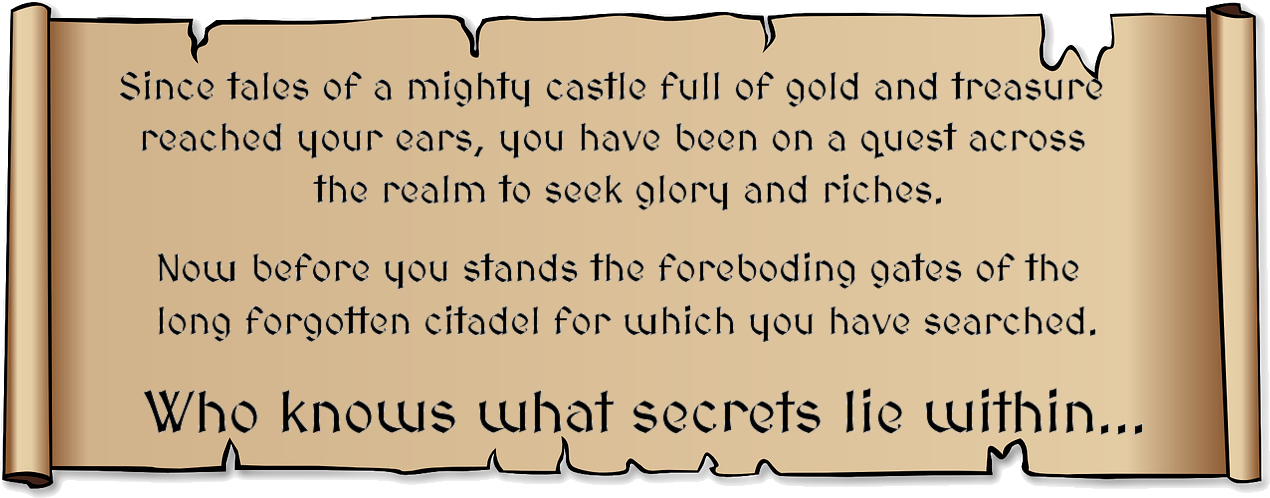 Since tales of a mighty castle full of gold and treasure
reached your ears, you have been on a quest across
the realm to seek glory and riches.
Now before you stands the foreboding gates of the
long forgotten citadel for which you have searched.
Who knows what secrets lie within...